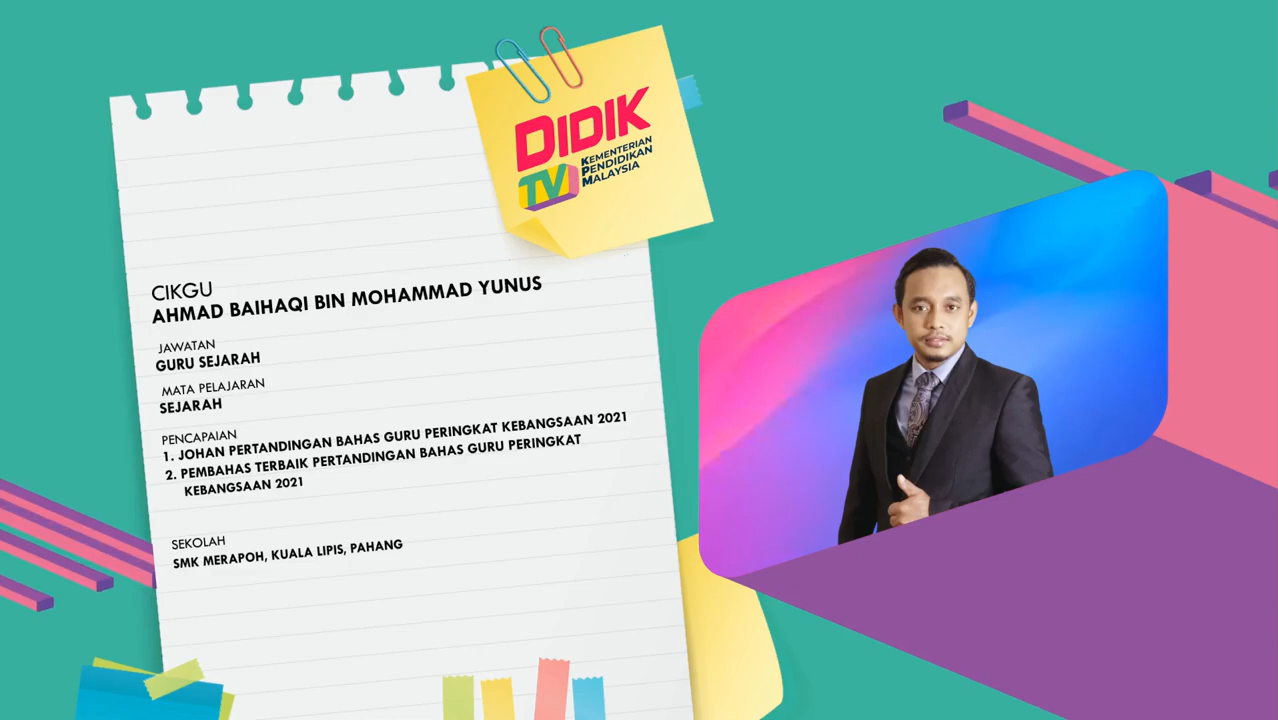 DIDIK
TV
KEMENTERIAN
PENDIDIKAN
MALAYSIA
CIKGU
AHMAD BAIHAQI BIN MOHAMMAD YUNUS
JAWATAN
GURU SEJARAH
MATA PELAJARAN
SEJARAH
PENCAPAIAN
1. JOHAN PERTANDINGAN BAHAS GURU PERINGKAT KEBANGSAAN 2021
2. PEMBAHAS TERBAIK PERTANDINGAN BAHAS GURU PERINGKAT
KEBANGSAAN 2021
SEKOLAH
SMK MERAPOH, KUALA LIPIS, PAHANG